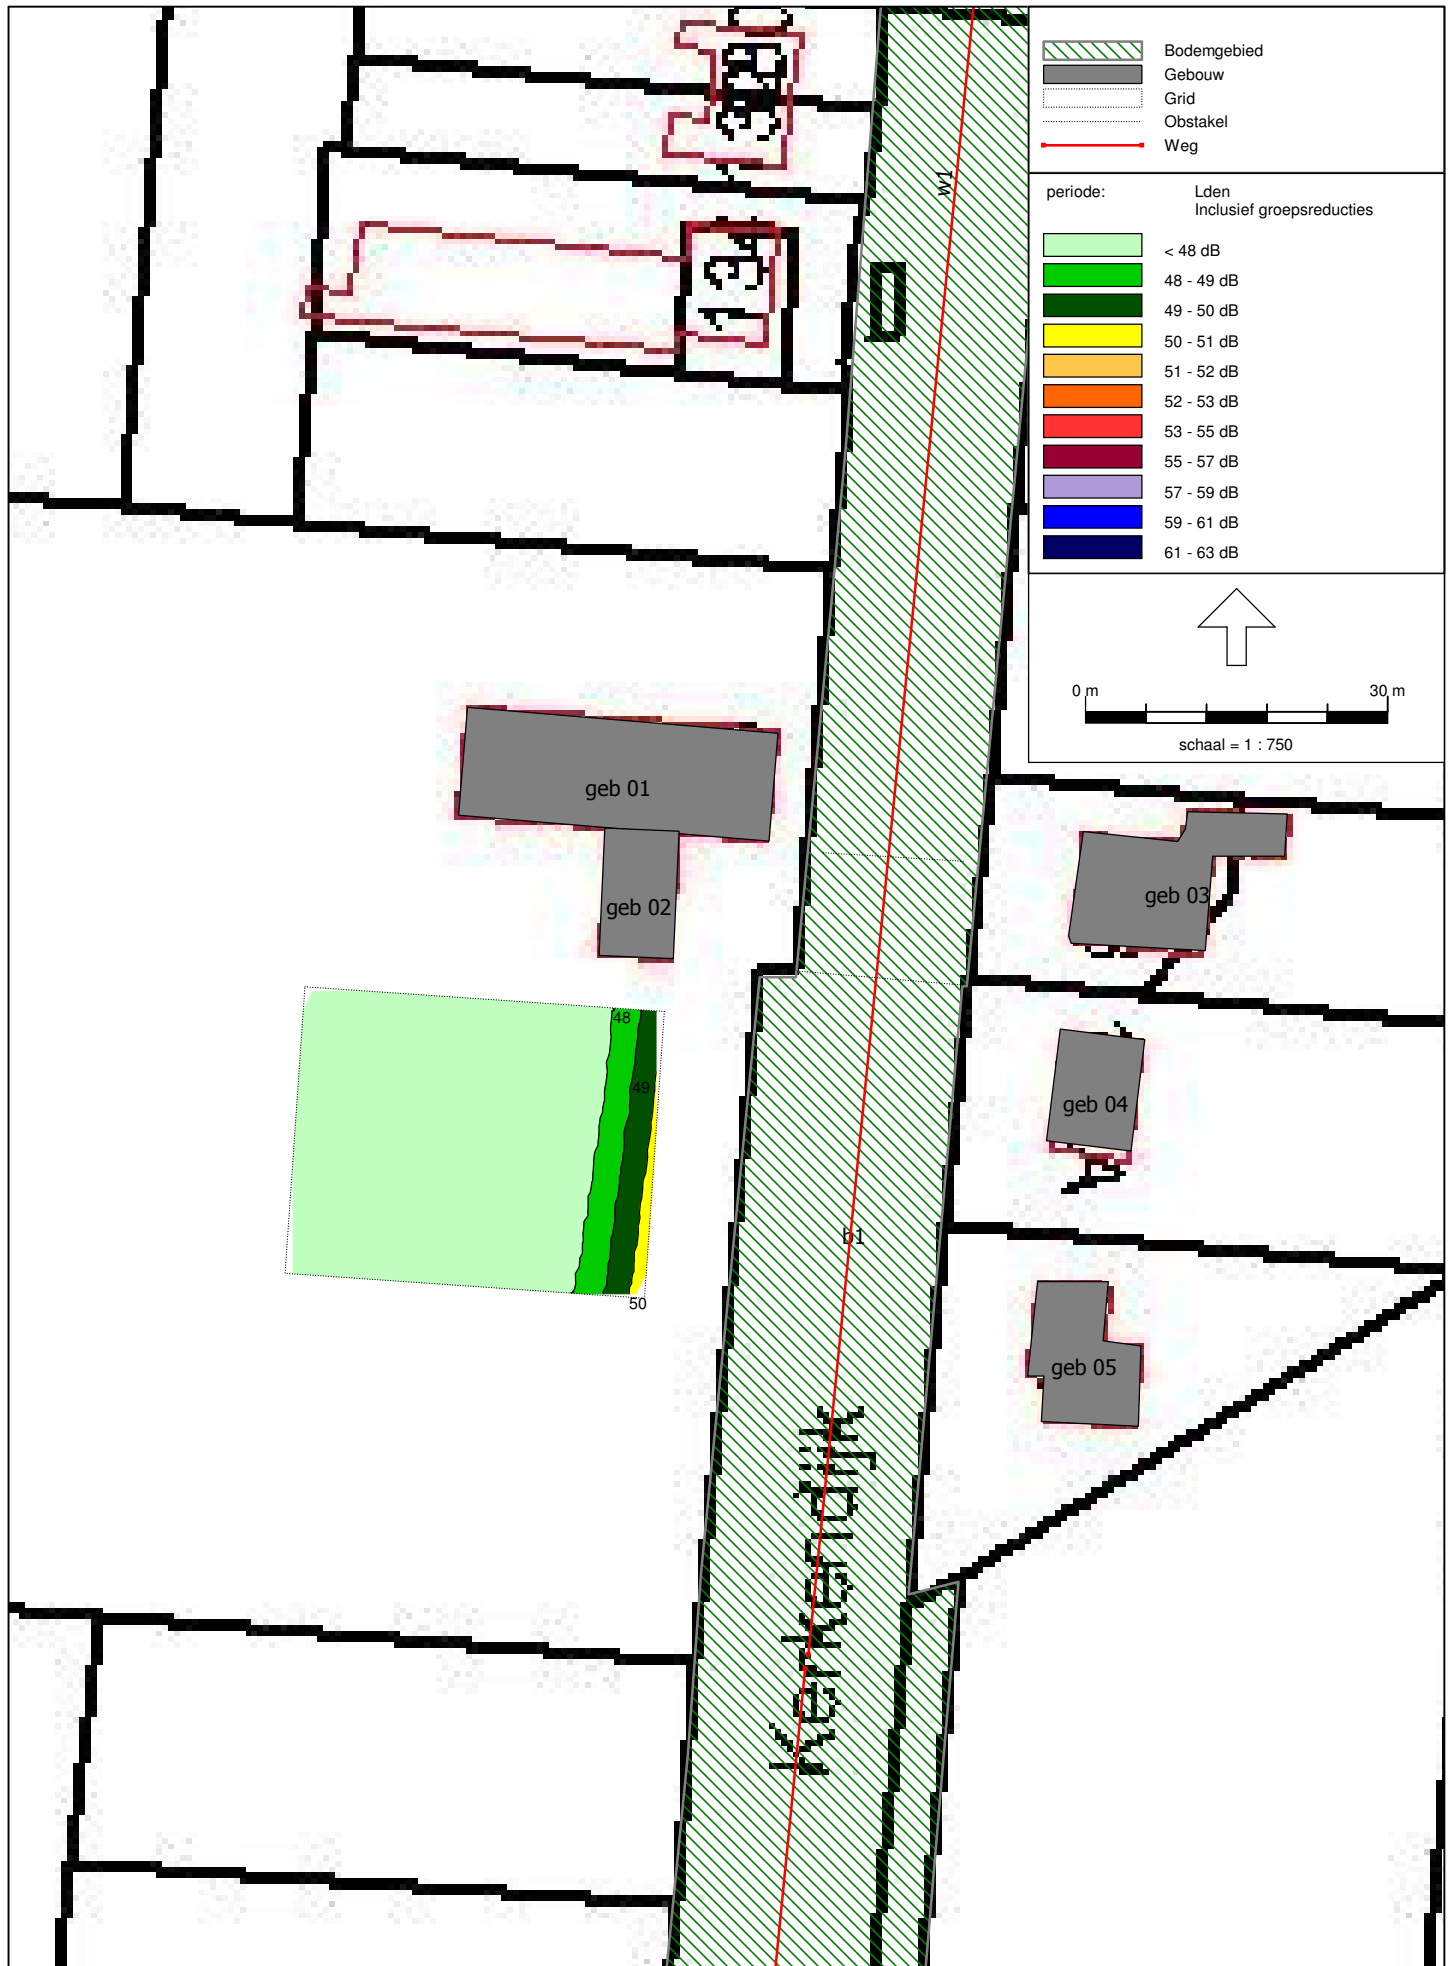 Bodemgebied
Gebouw
Grid
Obstakel
Weg
periode:
Lden
Inclusief groepsreducties
< 48 dB
48 - 49 dB
49 - 50 dB
50 - 51 dB
51 - 52 dB
52 - 53 dB
53 - 55 dB
55 - 57 dB
57 - 59 dB
59 - 61 dB
61 - 63 dB
0 m
30 m
schaal = 1 : 750
w1
134
geb 01
geb 02
geb 03
geb 04
geb 05
48
49
50
b1
Kerkendijk